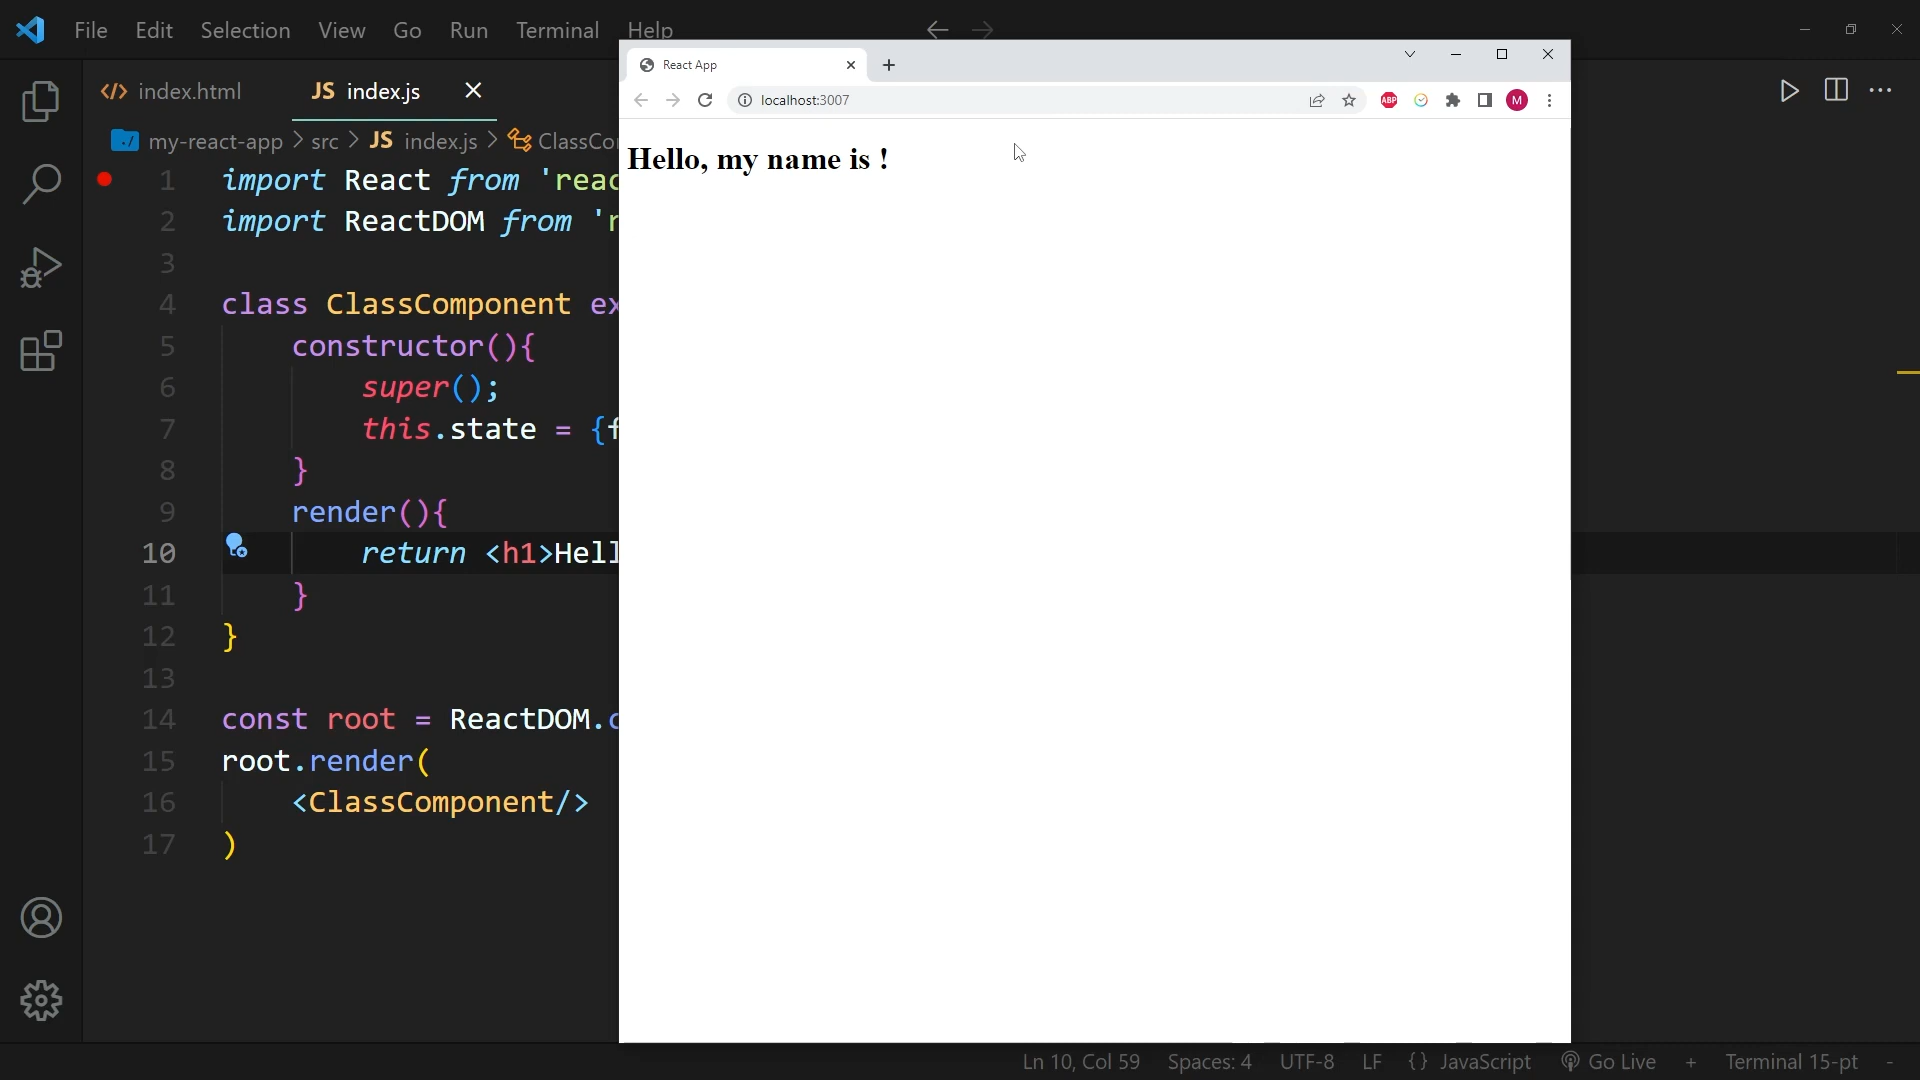 File Edit Selection View Go Run Terminal Help
index.html JS index.js
React App
localhost:3007
ABP
M
my-react-app > src > JS index.js >
Hello, my name is !
1 import React from
2 import ReactDOM from
3
4 class ClassComponent
5 constructor(){
6 super();
7 this.state = {
8 }
9 render(){
10 return <h1>Hell
11 }
12 }
13
14 const root = ReactDOM.
15 root.render(
16 <ClassComponent/>
17 )
Ln 10, Col 59 Spaces: 4 UTF-8 LF {} JavaScript Go Live + Terminal 15-pt -